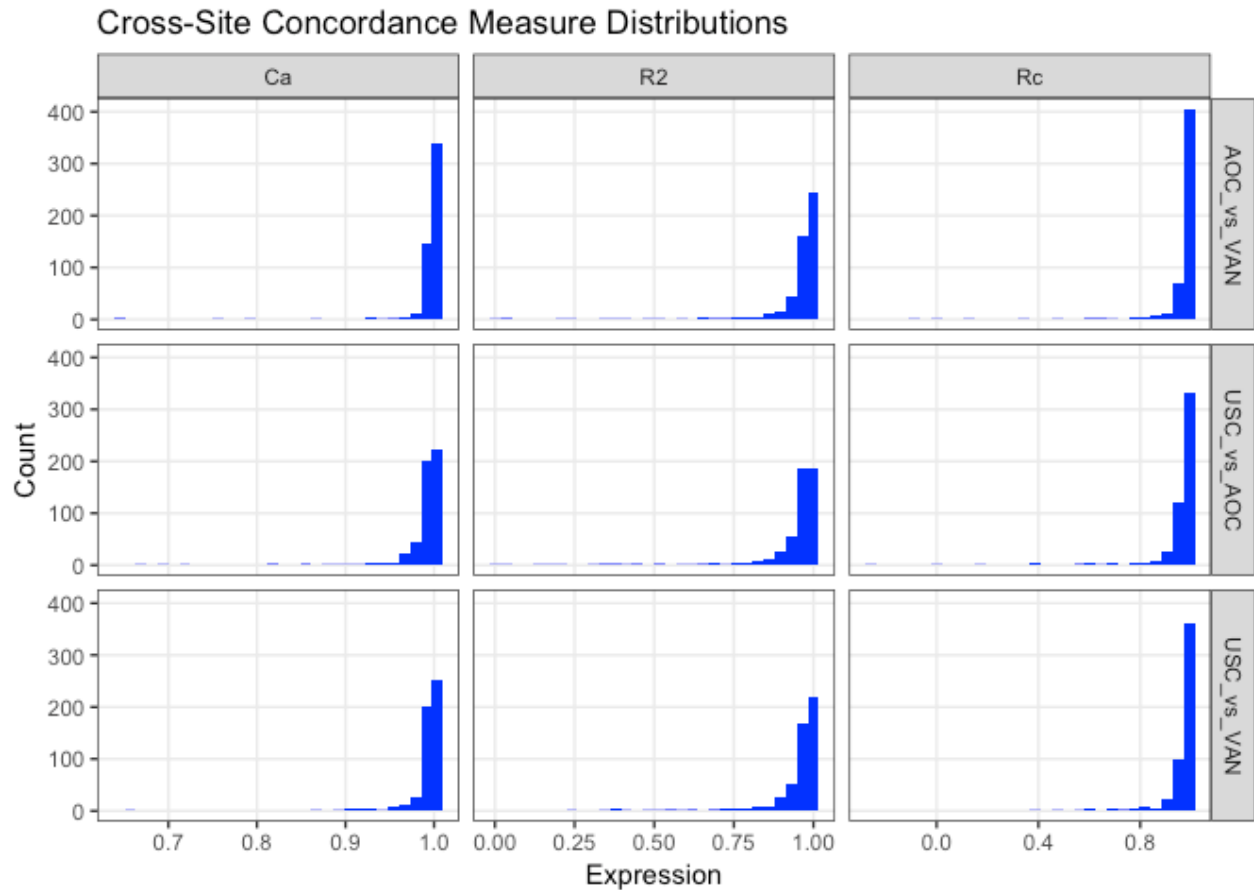 Cross-Site Concordance Measure Distributions
Ca R2 Rc
400
300
200
100
0
AOC_vs_VAN
400
300
200
100
0
USC_vs_AOC
400
300
200
100
0
USC_vs_VAN
Count
0.7 0.8 0.9 1.0 0.00 0.25 0.50 0.75 1.00 0.0 0.4 0.8
Expression